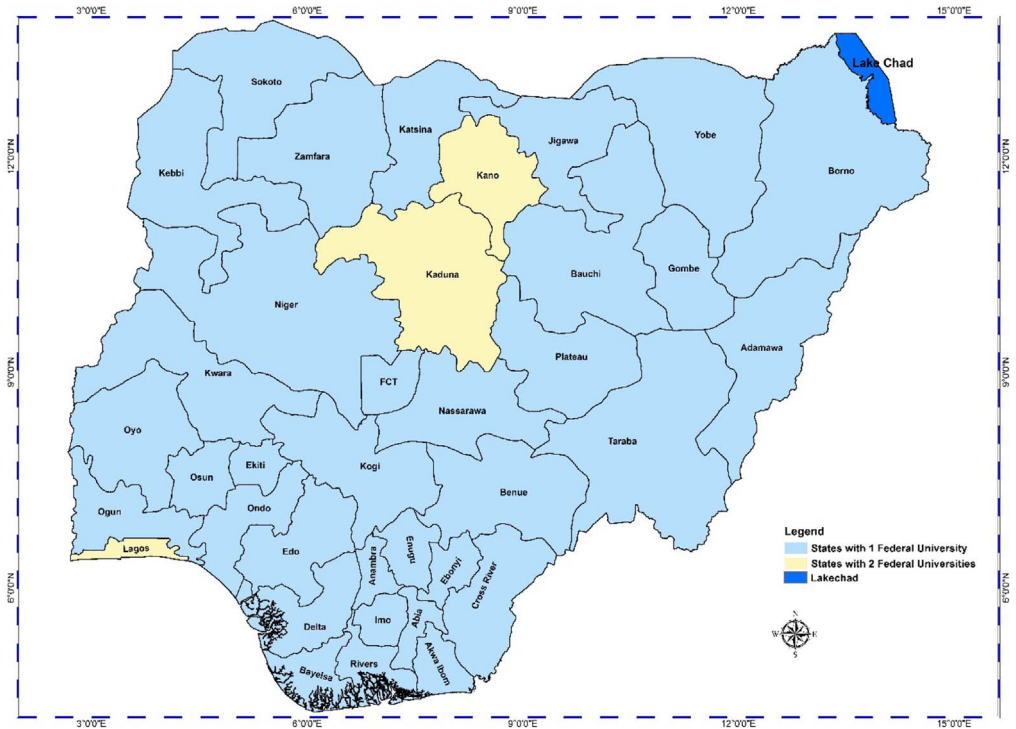 3°0'0"E 6°0'0"E 9°0'0"E 12°0'0"E 15°0'0"E
Lake Chad
Sokoto
Katsina
Jigawa
Yobe
12°0'0"N
12°0'0"N
Zamfara
Kebbi
Kano
Borno
Kaduna
Bauchi
Gombe
Niger
Adamawa
Plateau
9°0'0"N
9°0'0"N
Kwara
FCT
Nassarawa
Oyo
Taraba
Ekiti
Kogi
Osun
Benue
Ogun
Ondo
Lagos
Edo
Anambra
Enugu
Ebonyi
Cross River
Legend
States with 1 Federal University
States with 2 Federal Universities
Lakechad
6°0'0"N
6°0'0"N
Delta
Imo
Abia
N
W E
S
Rivers
Akwa Ibom
Bayelsa
3°0'0"E 6°0'0"E 9°0'0"E 12°0'0"E 15°0'0"E